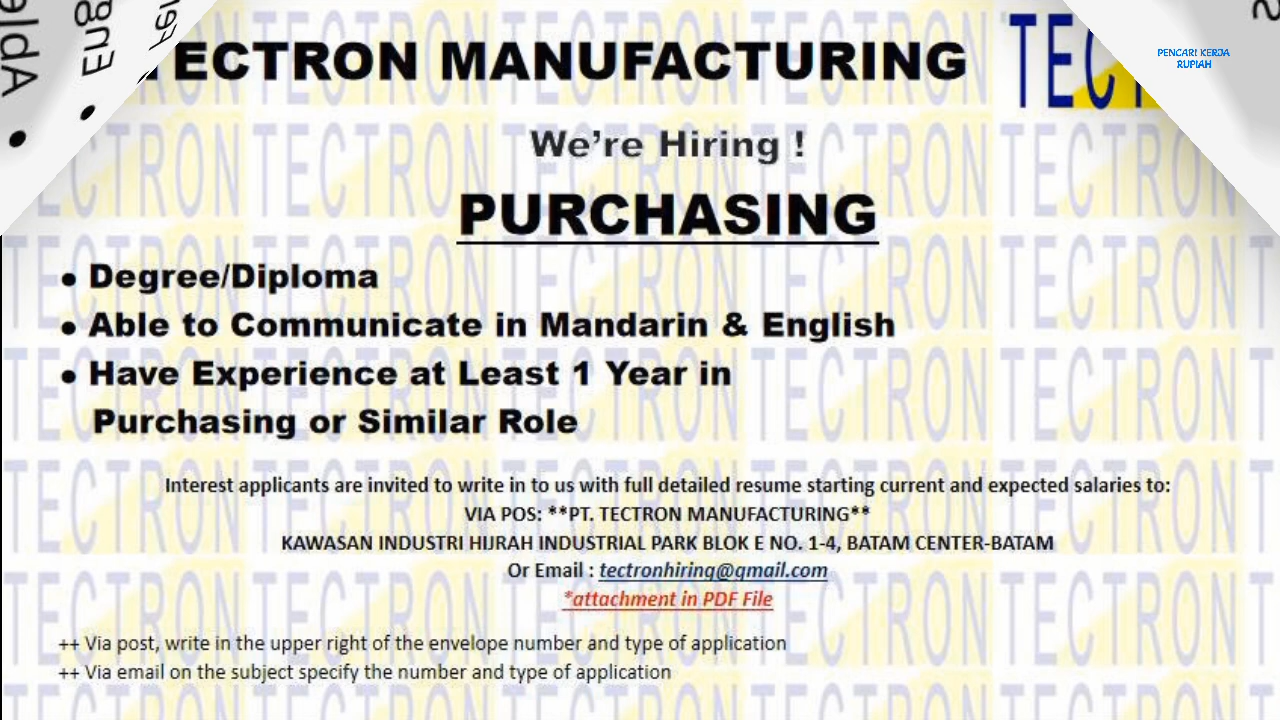 TECTRON MANUFACTURING
We're Hiring !
PURCHASING
• Degree/Diploma
• Able to Communicate in Mandarin & English
• Have Experience at Least 1 Year in
Purchasing or Similar Role
Interest applicants are invited to write in to us with full detailed resume starting current and expected salaries to:
VIA POS: **PT. TECTRON MANUFACTURING**
KAWASAN INDUSTRI HIJRAH INDUSTRIAL PARK BLOK E NO. 1-4, BATAM CENTER-BATAM
Or Email : tectronhiring@gmail.com
*attachment in PDF File
++ Via post, write in the upper right of the envelope number and type of application
++ Via email on the subject specify the number and type of application
PENCARI KERJA
RUPIAH